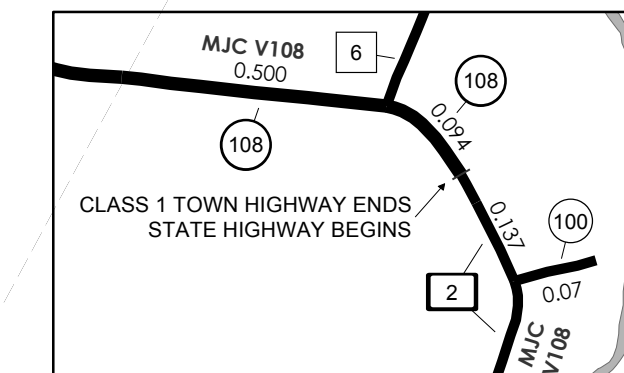 MJC V108
0.500
6
108
0.094
108
CLASS 1 TOWN HIGHWAY ENDS
STATE HIGHWAY BEGINS
0.137
100
2
0.07
MJC
V108